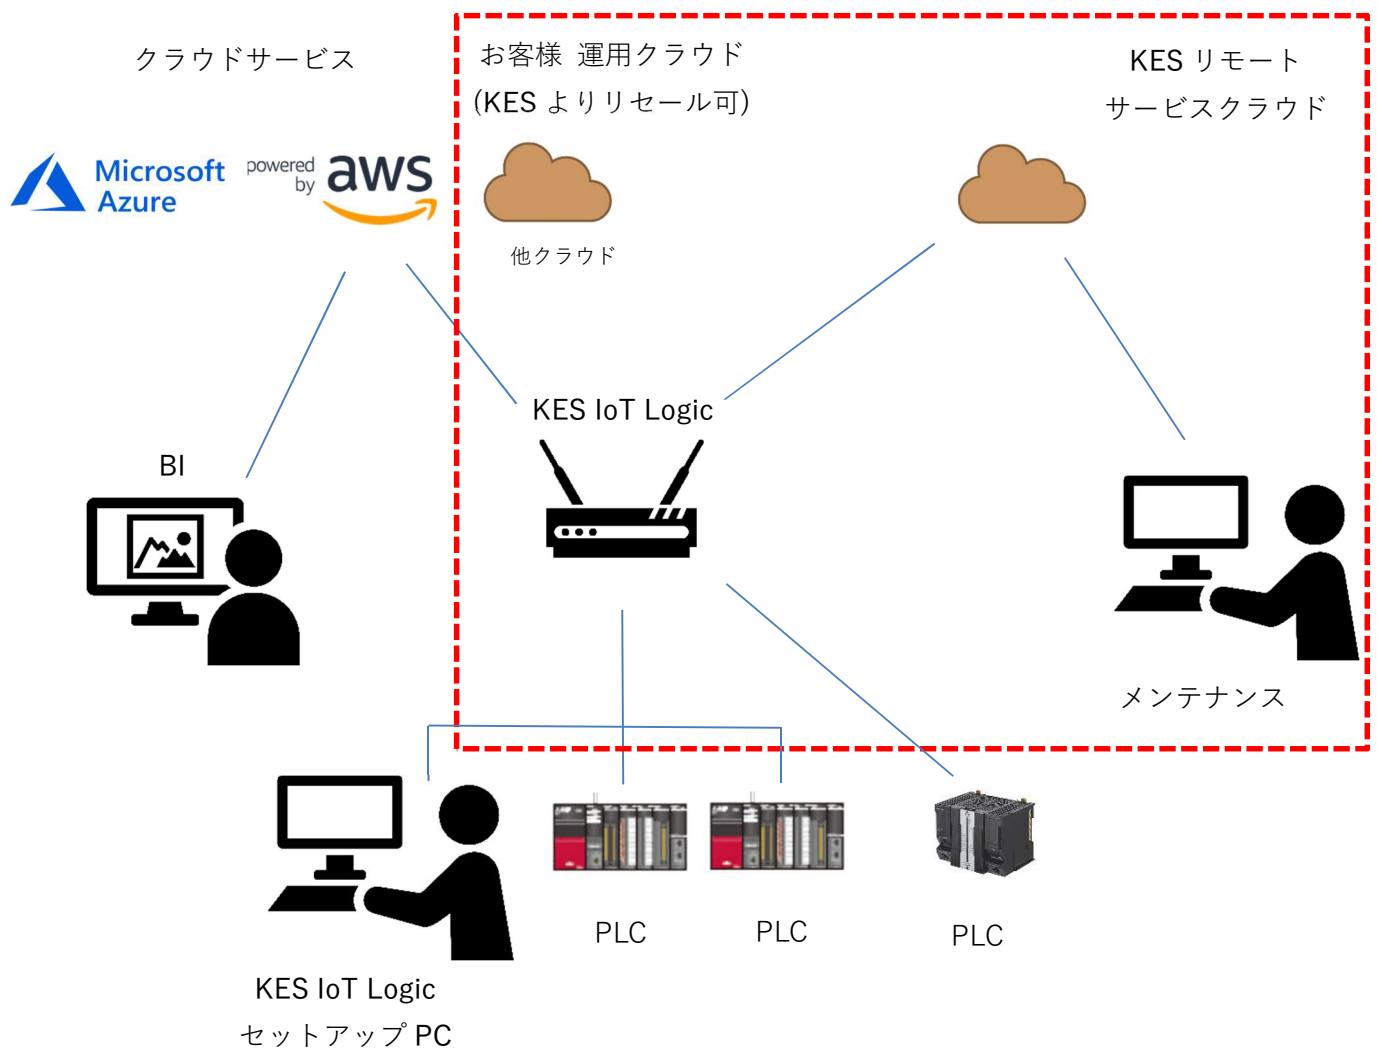 クラウドサービス
お客様 運用クラウド
(KES よりリセール可)
KES リモート
サービスクラウド
Microsoft
Azure
powered
by
aws
他クラウド
KES IoT Logic
BI
メンテナンス
PLC
PLC
PLC
KES IoT Logic
セットアップ PC